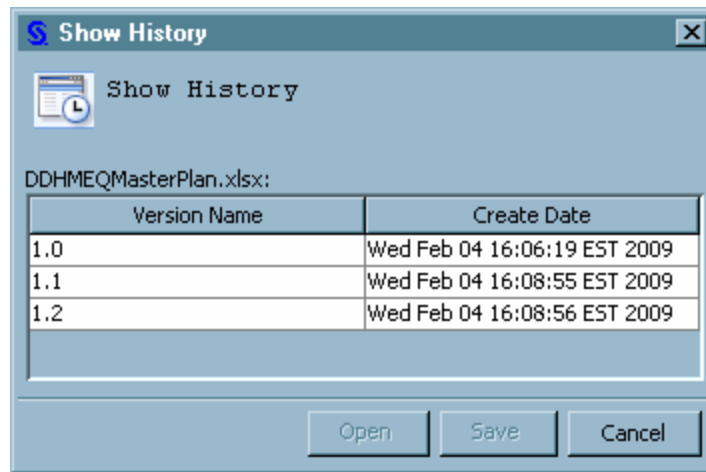 Show History
Show History
DDHMEQMasterPlan.xlsx:
Version Name Create Date
1.0 Wed Feb 04 16:06:19 EST 2009
1.1 Wed Feb 04 16:08:55 EST 2009
1.2 Wed Feb 04 16:08:56 EST 2009
Open Save Cancel